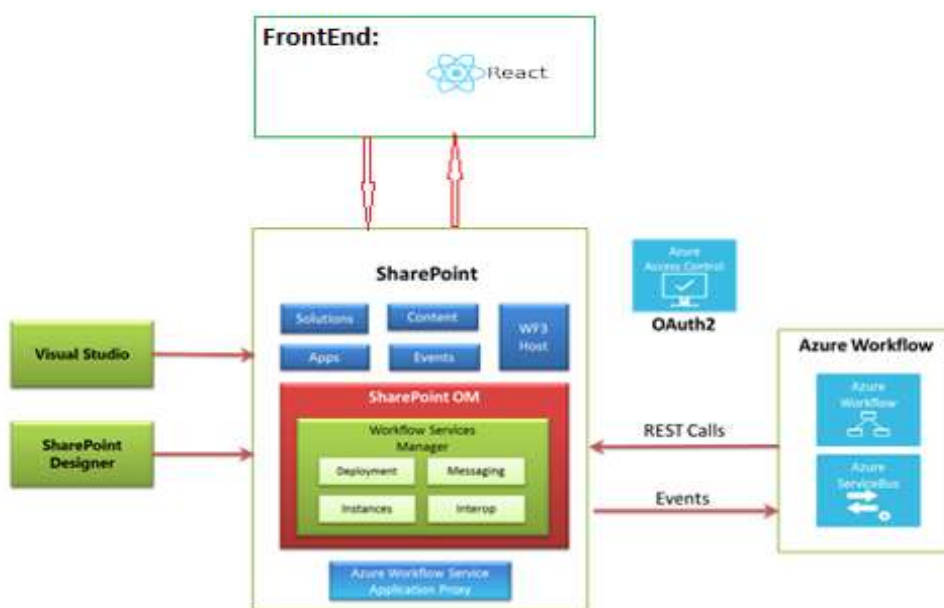 FrontEnd:
React
SharePoint
Solutions
Content
WF3
Host
Apps
Events
SharePoint OM
Workflow Services
Manager
Deployment
Messaging
Instances
Interop
Azure Workflow Service
Application Proxy
Visual Studio
SharePoint
Designer
Azure
Access Control
OAuth2
REST Calls
Events
Azure Workflow
Azure
Workflow
Azure
ServiceBus